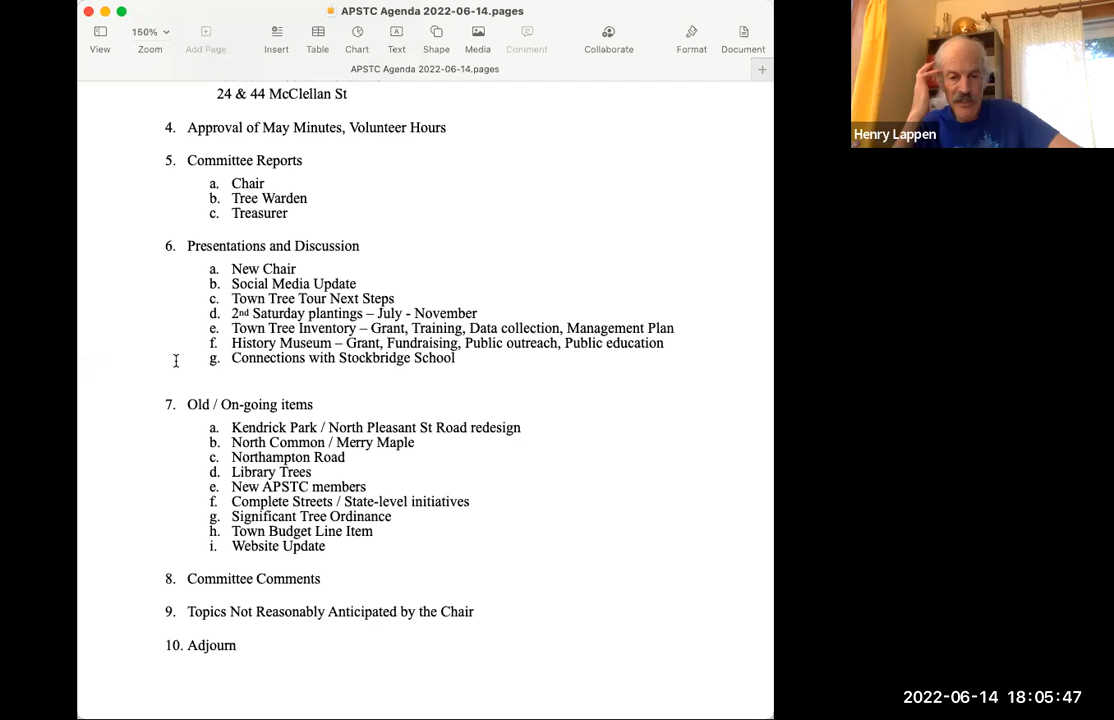 APSTC Agenda 2022-06-14.pages
150%
View
Zoom
Add Page
Insert
Table
Chart
Text
Shape
Media
Comment
Collaborate
Format
Document
APSTC Agenda 2022-06-14.pages
24 & 44 McClellan St
4. Approval of May Minutes, Volunteer Hours
5. Committee Reports
a. Chair
b. Tree Warden
c. Treasurer
6. Presentations and Discussion
a. New Chair
b. Social Media Update
c. Town Tree Tour Next Steps
d. 2nd Saturday plantings – July - November
e. Town Tree Inventory – Grant, Training, Data collection, Management Plan
f. History Museum – Grant, Fundraising, Public outreach, Public education
g. Connections with Stockbridge School
7. Old / On-going items
a. Kendrick Park / North Pleasant St Road redesign
b. North Common / Merry Maple
c. Northampton Road
d. Library Trees
e. New APSTC members
f. Complete Streets / State-level initiatives
g. Significant Tree Ordinance
h. Town Budget Line Item
i. Website Update
8. Committee Comments
9. Topics Not Reasonably Anticipated by the Chair
10. Adjourn
Henry Lappen
2022-06-14 18:05:47